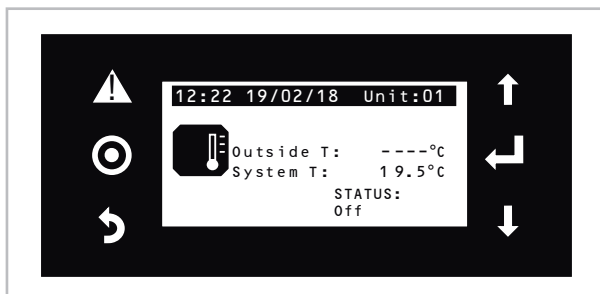 12:22 19/02/18 Unit:01
Outside T: ----°C
System T: 19.5°C
STATUS:
Off